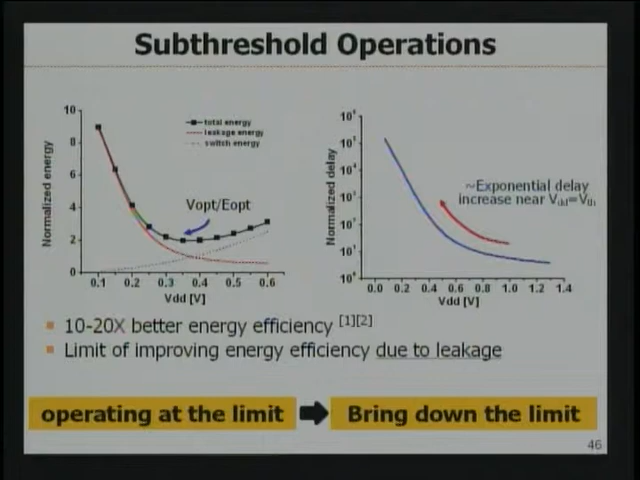 Subthreshold Operations
10
8
6
4
2
0
Normalized energy
total energy
leakage energy
switch energy
Vopt/Eopt
0.1 0.2 0.3 0.4 0.5 0.6
Vdd [V]
Normalized delay
~Exponential delay
increase near Vdd=Vth
0.0 0.2 0.4 0.6 0.8 1.0 1.2 1.4
Vdd [V]
10-20X better energy efficiency [1][2]
Limit of improving energy efficiency due to leakage
operating at the limit
Bring down the limit
46